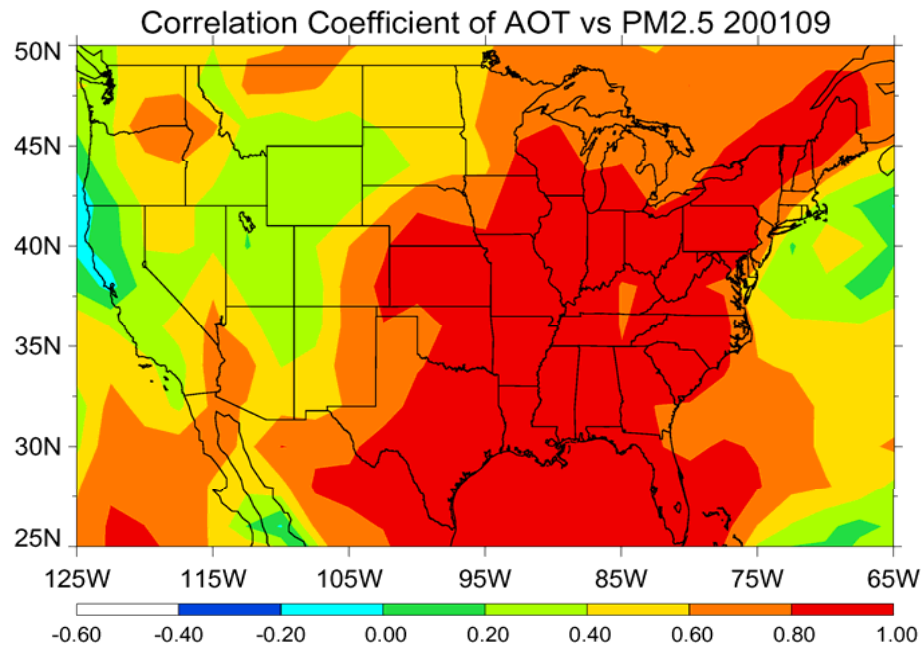 Correlation Coefficient of AOT vs PM2.5 200109
50N
45N
40N
35N
30N
25N
125W 115W 105W 95W 85W 75W 65W
-0.60 -0.40 -0.20 0.00 0.20 0.40 0.60 0.80 1.00